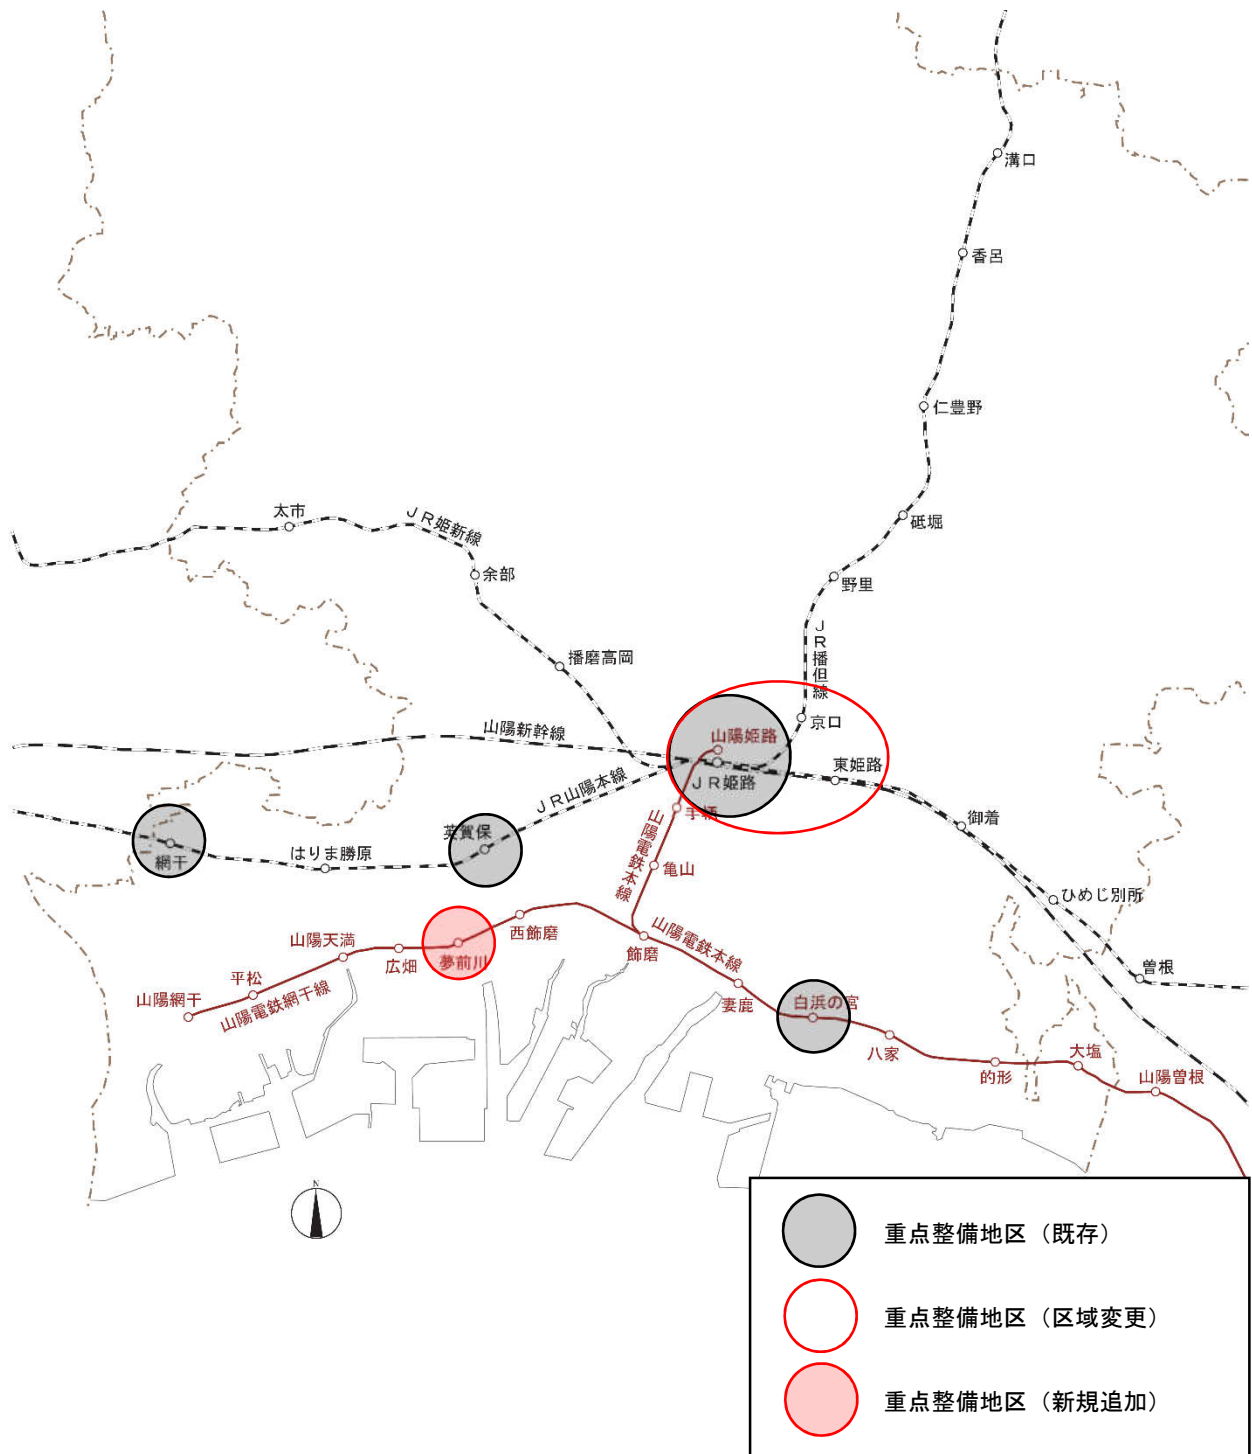 溝口
香呂
仁豊野
砥堀
太市
JR姫新線
余部
野里
JR播但線
播磨高岡
京口
山陽新幹線
山陽姫路
JR姫路
東姫路
JR山陽本線
手柄
英賀保
網干
はりま勝原
御着
山陽電鉄本線
亀山
ひめじ別所
山陽天満
広畑
夢前川
西飾磨
飾磨
山陽電鉄本線
曽根
平松
山陽網干
山陽電鉄網干線
妻鹿
白浜の宮
八家
的形
大塩
山陽曽根
N
重点整備地区（既存）
重点整備地区（区域変更）
重点整備地区（新規追加）